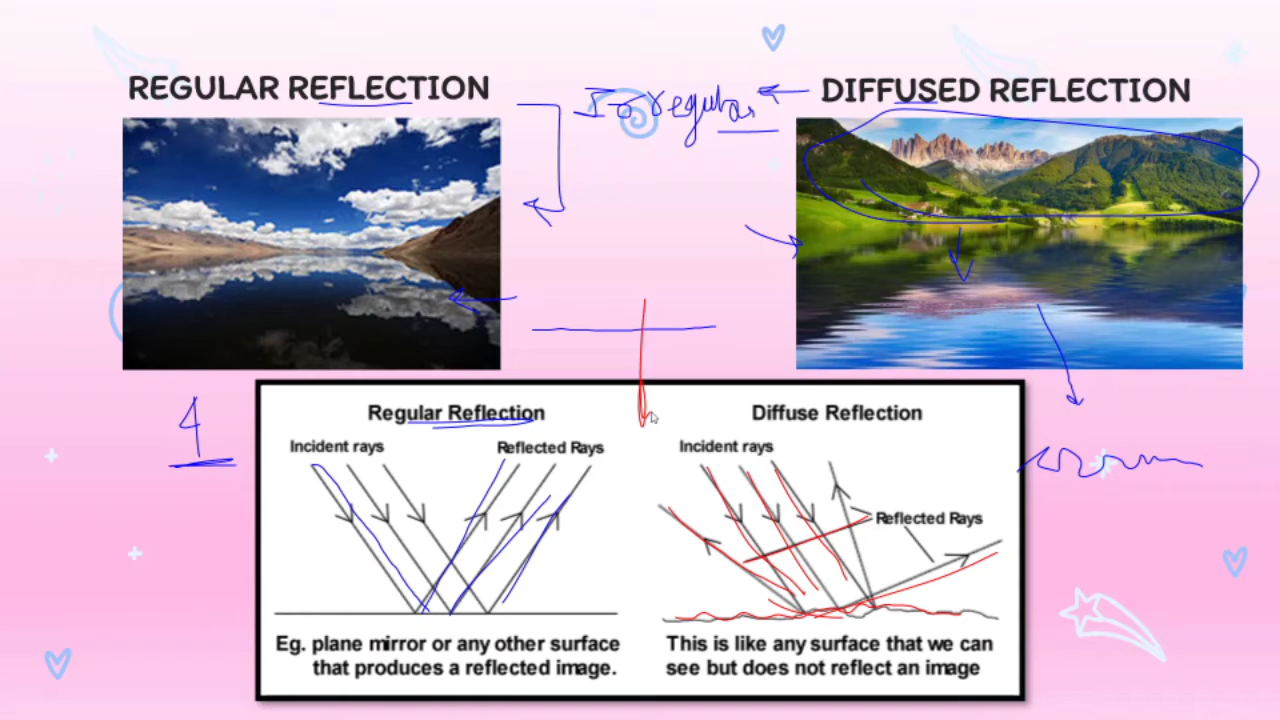 REGULAR REFLECTION
Irregular
DIFFUSED REFLECTION
1
Regular Reflection
Incident rays
Reflected Rays
Eg. plane mirror or any other surface
that produces a reflected image.
Diffuse Reflection
Incident rays
Reflected Rays
This is like any surface that we can
see but does not reflect an image